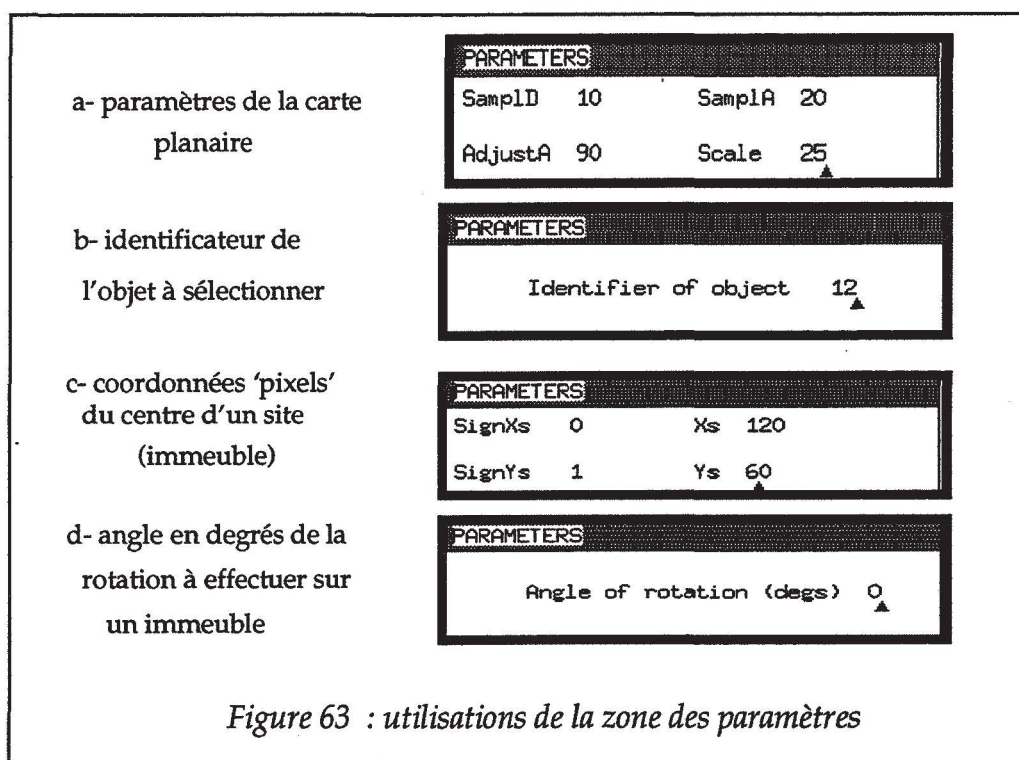 a- paramètres de la carte
planaire
PARAMETERS
SamplD 10 SamplA 20
AdjustA 90 Scale 25
b- identificateur de
l'objet à sélectionner
PARAMETERS
Identifier of object 12
c- coordonnées 'pixels'
du centre d'un site
(immeuble)
PARAMETERS
SignXs 0 Xs 120
SignYs 1 Ys 60
d- angle en degrés de la
rotation à effectuer sur
un immeuble
PARAMETERS
Angle of rotation (degs) 0
Figure 63 : utilisations de la zone des paramètres